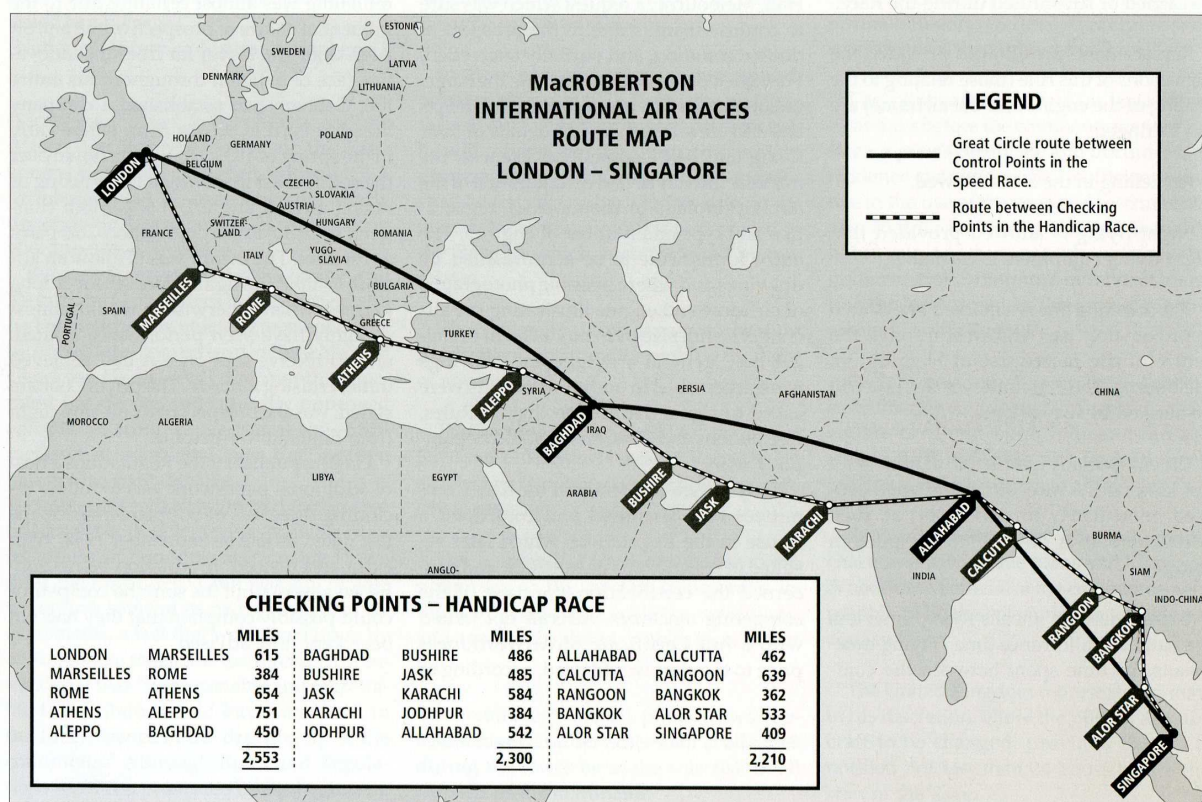 MacROBERTSON
INTERNATIONAL AIR RACES
ROUTE MAP
LONDON – SINGAPORE
LEGEND
Great Circle route between
Control Points in the
Speed Race.
Route between Checking
Points in the Handicap Race.
ESTONIA
SWEDEN
LATVIA
DENMARK
LITHUANIA
HOLLAND
GERMANY
POLAND
BELGIUM
CZECHO-
SLOVAKIA
AUSTRIA
FRANCE
SWITZER-
LAND
HUNGARY
ROMANIA
ITALY
YUGO-
SLAVIA
BULGARIA
PORTUGAL
SPAIN
GREECE
TURKEY
SYRIA
PERSIA
AFGHANISTAN
CHINA
MOROCCO
ALGERIA
IRAQ
LIBYA
EGYPT
ARABIA
BURMA
INDIA
SIAM
INDO-CHINA
ANGLO-
LONDON
MARSEILLES
ROME
ATHENS
ALEPPO
BAGHDAD
BUSHIRE
JASK
KARACHI
ALLAHABAD
CALCUTTA
RANGOON
BANGKOK
ALOR STAR
SINGAPORE
CHECKING POINTS – HANDICAP RACE
MILES
LONDON MARSEILLES 615
MARSEILLES ROME 384
ROME ATHENS 654
ATHENS ALEPPO 751
ALEPPO BAGHDAD 450
2,553
MILES
BAGHDAD BUSHIRE 486
BUSHIRE JASK 485
JASK KARACHI 584
KARACHI JODHPUR 384
JODHPUR ALLAHABAD 542
2,300
MILES
ALLAHABAD CALCUTTA 462
CALCUTTA RANGOON 639
RANGOON BANGKOK 362
BANGKOK ALOR STAR 533
ALOR STAR SINGAPORE 409
2,210